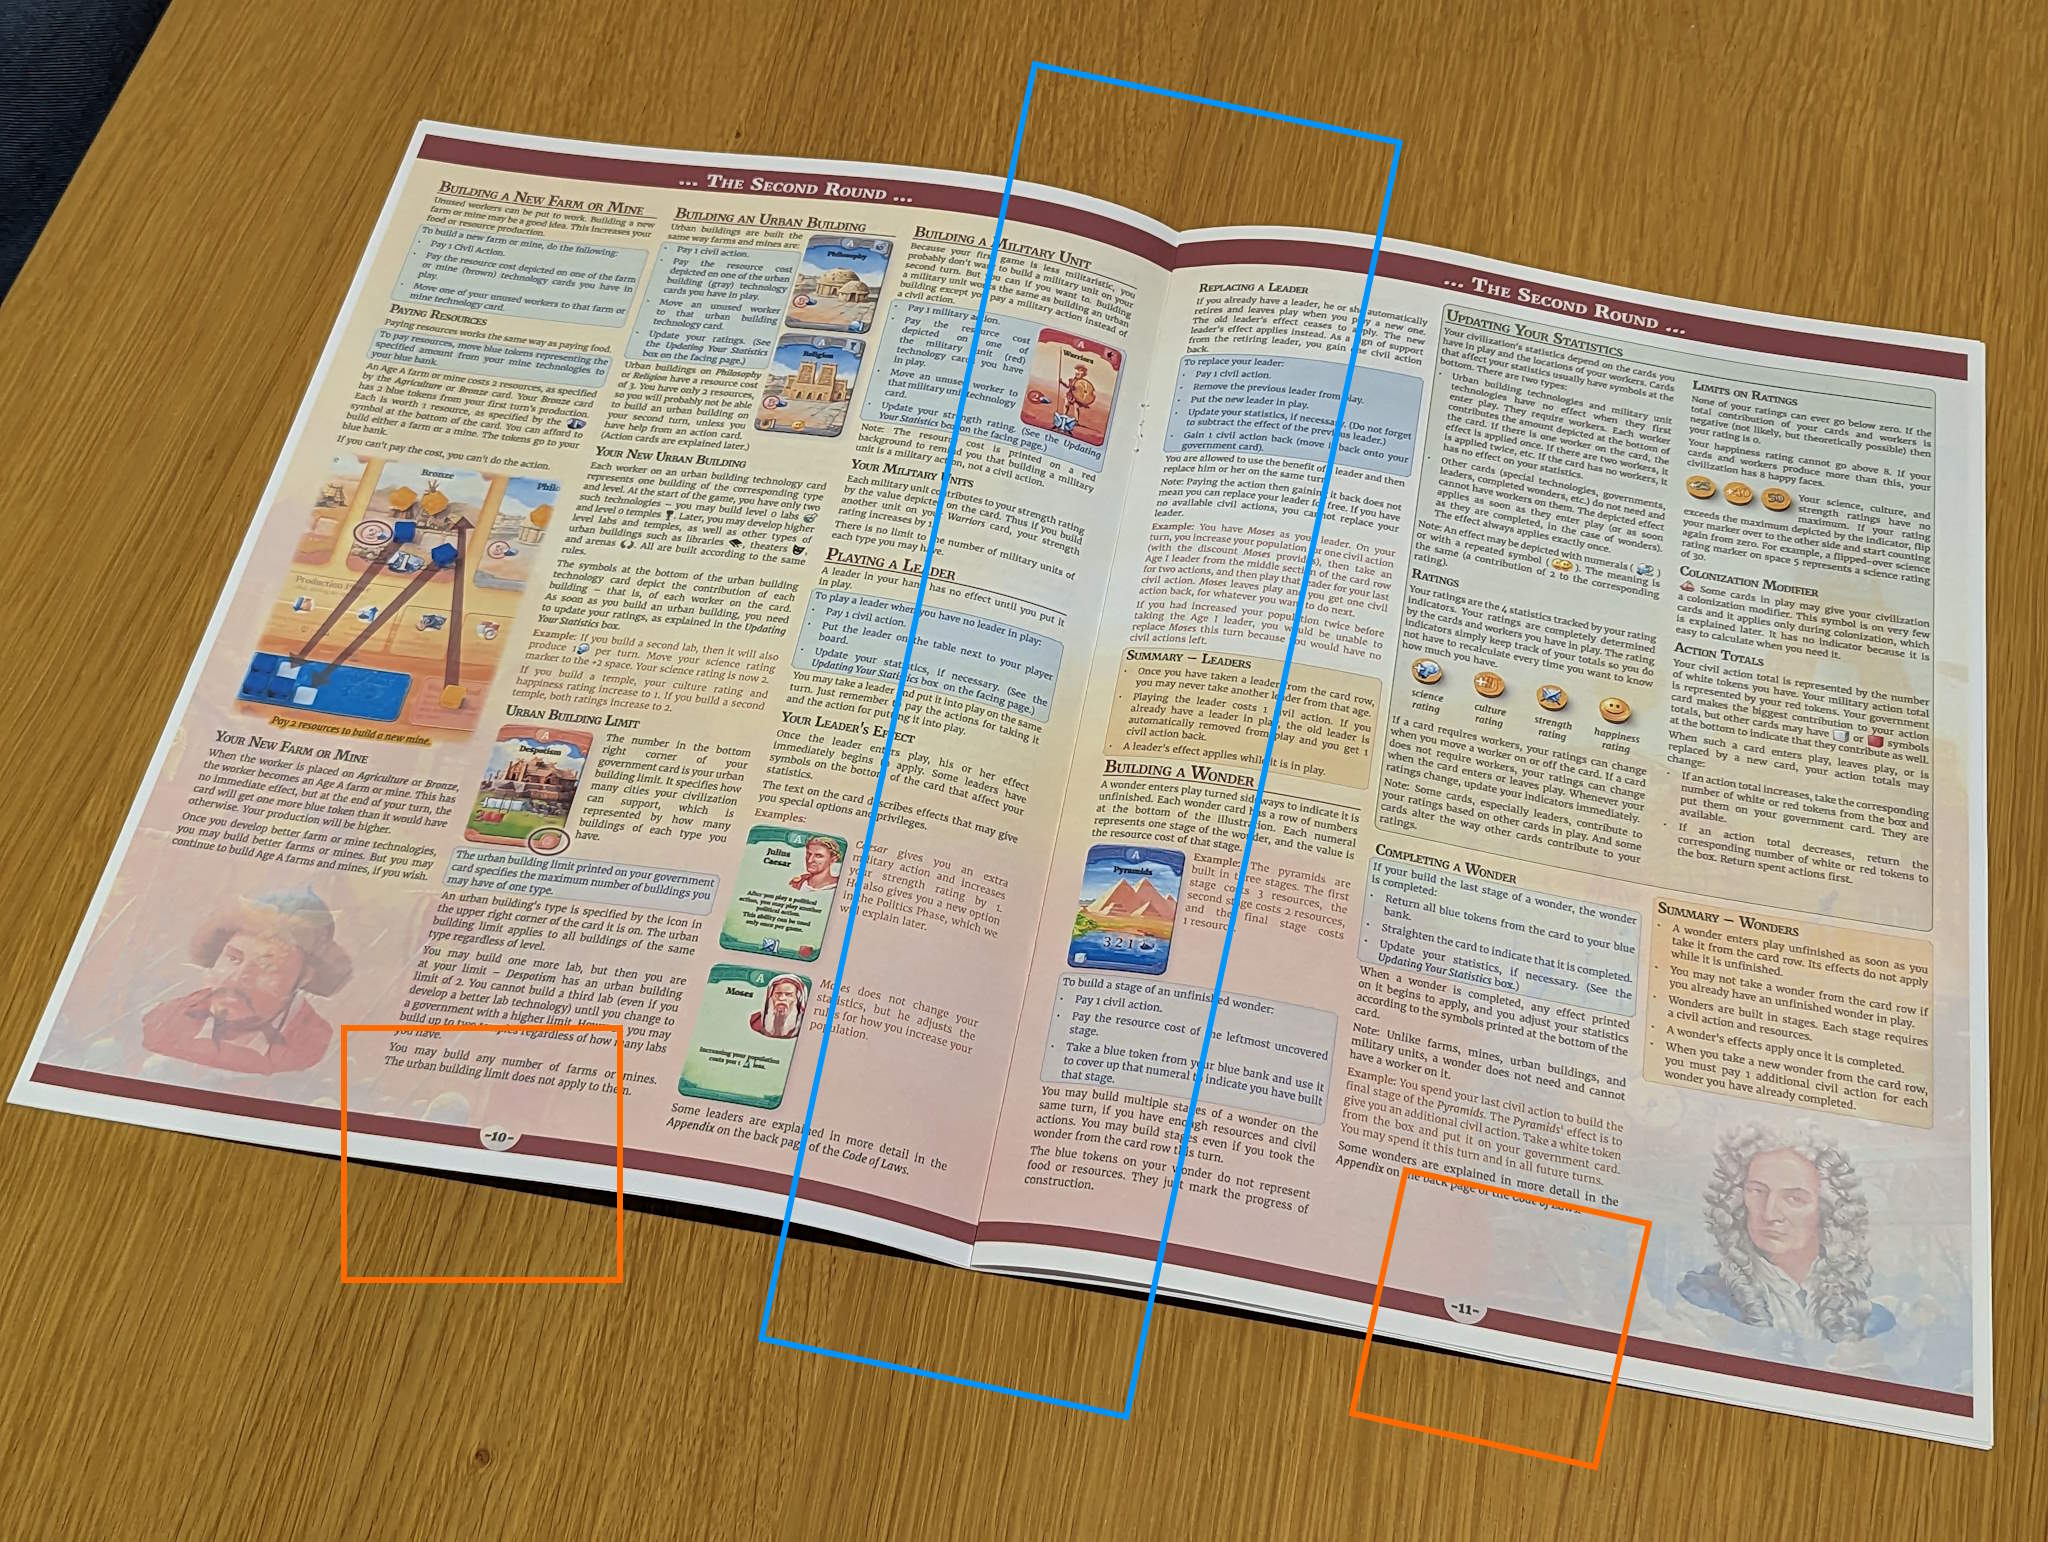 ... The Second Round ...
Building a New Farm or Mine
Unused workers can be put to work. Building a new
farm or mine may be a good idea. This increases your
food or resource production.
To build a new farm or mine, do the following:
• Pay 1 Civil Action.
• Pay the resource cost depicted on one of the farm
or mine (brown) technology cards you have in
play.
• Move one of your unused workers to that farm or
mine technology card.
Paying Resources
Paying resources works the same way as paying food.
To pay resources, move blue tokens representing the
specified amount from your mine technologies to
your blue bank.
An Age A farm or mine costs 2 resources, as specified
by the Agriculture or Bronze card. Your Bronze card
has 2 blue tokens from your first turn's production.
Each is worth 1 resource, as specified by the
symbol at the bottom of the card. You can afford to
build either a farm or a mine. The tokens go to your
blue bank.
If you can't pay the cost, you can't do the action.
Bronze
Philo
2
1
Production
Pay 2 resources to build a new mine.
Your New Farm or Mine
When the worker is placed on Agriculture or Bronze,
the worker becomes an Age A farm or mine. This has
no immediate effect, but at the end of your turn, the
card will get one more blue token than it would have
otherwise. Your production will be higher.
Once you develop better farm or mine technologies,
you may build better farms or mines. But you may
continue to build Age A farms and mines, if you wish.
Building an Urban Building
Urban buildings are built the
same way farms and mines are:
• Pay 1 civil action.
• Pay the resource cost
depicted on one of the urban
building (gray) technology
cards you have in play.
• Move an unused worker
to that urban building
technology card.
• Update your ratings. (See
the Updating Your Statistics
box on the facing page.)
A
Philosophy
A
Religion
Urban buildings on Philosophy
or Religion have a resource cost
of 3. You have only 2 resources,
so you will probably not be able
to build an urban building on
your second turn, unless you
have help from an action card.
(Action cards are explained later.)
Your New Urban Building
Each worker on an urban building technology card
represents one building of the corresponding type
and level. At the start of the game, you have only two
such technologies – you may build level 0 labs
and level 0 temples . Later, you may develop higher
level labs and temples, as well as other types of
urban buildings such as libraries , theaters ,
and arenas . All are built according to the same
rules.
The symbols at the bottom of the urban building
technology card depict the contribution of each
building – that is, of each worker on the card.
As soon as you build an urban building, you need
to update your ratings, as explained in the Updating
Your Statistics box.
Example: If you build a second lab, then it will also
produce 1 per turn. Move your science rating
marker to the +2 space. Your science rating is now 2.
If you build a temple, your culture rating and
happiness rating increase to 1. If you build a second
temple, both ratings increase to 2.
Urban Building Limit
A
Despotism
The number in the bottom
right corner of your
government card is your urban
building limit. It specifies how
many cities your civilization
can support, which is
represented by how many
buildings of each type you
have.
The urban building limit printed on your government
card specifies the maximum number of buildings you
may have of one type.
An urban building's type is specified by the icon in
the upper right corner of the card it is on. The urban
building limit applies to all buildings of the same
type regardless of level.
You may build one more lab, but then you are
at your limit – Despotism has an urban building
limit of 2. You cannot build a third lab (even if you
develop a better lab technology) until you change to
a government with a higher limit. However, you may
build up to two temples regardless of how many labs
you have.
You may build any number of farms or mines.
The urban building limit does not apply to them.
Building a Military Unit
Because your first game is less militaristic, you
probably don't want to build a military unit on your
second turn. But you can if you want to. Building
a military unit works the same as building an urban
building except you pay a military action instead of
a civil action.
• Pay 1 military action.
• Pay the resource cost
depicted on one of
the military unit (red)
technology cards you have
in play.
• Move an unused worker to
that military unit technology
card.
• Update your strength rating. (See the Updating
Your Statistics box on the facing page.)
A
Warriors
2
Note: The resource cost is printed on a red
background to remind you that building a military
unit is a military action, not a civil action.
Your Military Units
Each military unit contributes to your strength rating
by the value depicted on the card. Thus if you build
another unit on your Warriors card, your strength
rating increases by 1.
There is no limit to the number of military units of
each type you may have.
Playing a Leader
A leader in your hand has no effect until you put it
in play.
To play a leader when you have no leader in play:
• Pay 1 civil action.
• Put the leader on the table next to your player
board.
• Update your statistics, if necessary. (See the
Updating Your Statistics box on the facing page.)
You may take a leader and put it into play on the same
turn. Just remember to pay the actions for taking it
and the action for putting it into play.
Your Leader's Effect
Once the leader enters play, his or her effect
immediately begins to apply. Some leaders have
symbols on the bottom of the card that affect your
statistics.
The text on the card describes effects that may give
you special options and privileges.
Examples:
A
Julius
Caesar
After you play a political
action, you may play another
political action.
This ability can be used
only once per game.
1
Caesar gives you an extra
military action and increases
your strength rating by 1.
He also gives you a new option
in the Politics Phase, which we
will explain later.
A
Moses
Increasing your population
costs you 1 less.
Moses does not change your
statistics, but he adjusts the
rules for how you increase your
population.
Some leaders are explained in more detail in the
Appendix on the back page of the Code of Laws.
-10-
... The Second Round ...
Replacing a Leader
If you already have a leader, he or she automatically
retires and leaves play when you play a new one.
The old leader's effect ceases to apply. The new
leader's effect applies instead. As a sign of support
from the retiring leader, you gain one civil action
back.
To replace your leader:
• Pay 1 civil action.
• Remove the previous leader from play.
• Put the new leader in play.
• Update your statistics, if necessary. (Do not forget
to subtract the effect of the previous leader.)
• Gain 1 civil action back (move it back onto your
government card).
You are allowed to use the benefit of a leader and then
replace him or her on the same turn.
Note: Paying the action then gaining it back does not
mean you can replace your leader for free. If you have
no available civil actions, you cannot replace your
leader.
Example: You have Moses as your leader. On your
turn, you increase your population for one civil action
(with the discount Moses provides), then take an
Age I leader from the middle section of the card row
for two actions, and then play that leader for your last
civil action. Moses leaves play and you get one civil
action back, for whatever you want to do next.
If you had increased your population twice before
taking the Age I leader, you would be unable to
replace Moses this turn because you would have no
civil actions left.
Summary – Leaders
• Once you have taken a leader from the card row,
you may never take another leader from that age.
• Playing the leader costs 1 civil action. If you
already have a leader in play, the old leader is
automatically removed from play and you get 1
civil action back.
• A leader's effect applies while it is in play.
Building a Wonder
A wonder enters play turned sideways to indicate it is
unfinished. Each wonder card has a row of numbers
at the bottom of the illustration. Each numeral
represents one stage of the wonder, and the value is
the resource cost of that stage.
A
Pyramids
3 2 1
Example: The pyramids are
built in three stages. The first
stage costs 3 resources, the
second stage costs 2 resources,
and the final stage costs
1 resource.
To build a stage of an unfinished wonder:
• Pay 1 civil action.
• Pay the resource cost of the leftmost uncovered
stage.
• Take a blue token from your blue bank and use it
to cover up that numeral to indicate you have built
that stage.
You may build multiple stages of a wonder on the
same turn, if you have enough resources and civil
actions. You may build stages even if you took the
wonder from the card row this turn.
The blue tokens on your wonder do not represent
food or resources. They just mark the progress of
construction.
Updating Your Statistics
Your civilization's statistics depend on the cards you
have in play and the locations of your workers. Cards
that affect your statistics usually have symbols at the
bottom. There are two types:
• Urban building technologies and military unit
technologies have no effect when they first
enter play. They require workers. Each worker
contributes the amount depicted at the bottom of
the card. If there is one worker on the card, the
effect is applied once. If there are two workers, it
is applied twice, etc. If the card has no workers, it
has no effect on your statistics.
• Other cards (special technologies, governments,
leaders, completed wonders, etc.) do not need and
cannot have workers on them. The depicted effect
applies as soon as they enter play (or as soon
as they are completed, in the case of wonders).
The effect always applies exactly once.
Note: An effect may be depicted with numerals ( )
or with a repeated symbol ( ). The meaning is
the same (a contribution of 2 to the corresponding
rating).
Ratings
Your ratings are the 4 statistics tracked by your rating
indicators. Your ratings are completely determined
by the cards and workers you have in play. The rating
indicators simply keep track of your totals so you do
not have to recalculate every time you want to know
how much you have.
science
rating
culture
rating
strength
rating
happiness
rating
If a card requires workers, your ratings can change
when you move a worker on or off the card. If a card
does not require workers, your ratings can change
when the card enters or leaves play. Whenever your
ratings change, update your indicators immediately.
Note: Some cards, especially leaders, contribute to
your ratings based on other cards in play. And some
cards alter the way other cards contribute to your
ratings.
Limits on Ratings
None of your ratings can ever go below zero. If the
total contribution of your cards and workers is
negative (not likely, but theoretically possible) then
your rating is 0.
Your happiness rating cannot go above 8. If your
cards and workers produce more than this, your
civilization has 8 happy faces.
50
Your science, culture, and
strength ratings have no
maximum. If your rating
exceeds the maximum depicted by the indicator, flip
your marker over to the other side and start counting
again from zero. For example, a flipped-over science
rating marker on space 5 represents a science rating
of 30.
Colonization Modifier
Some cards in play may give your civilization
a colonization modifier. This symbol is on very few
cards and it applies only during colonization, which
is explained later. It has no indicator because it is
easy to calculate when you need it.
Action Totals
Your civil action total is represented by the number
of white tokens you have. Your military action total
is represented by your red tokens. Your government
card makes the biggest contribution to your action
totals, but other cards may have or symbols
at the bottom to indicate that they contribute as well.
When such a card enters play, leaves play, or is
replaced by a new card, your action totals may
change:
• If an action total increases, take the corresponding
number of white or red tokens from the box and
put them on your government card. They are
available.
• If an action total decreases, return the
corresponding number of white or red tokens to
the box. Return spent actions first.
Completing a Wonder
If your build the last stage of a wonder, the wonder
is completed:
• Return all blue tokens from the card to your blue
bank.
• Straighten the card to indicate that it is completed.
• Update your statistics, if necessary. (See the
Updating Your Statistics box.)
When a wonder is completed, any effect printed
on it begins to apply, and you adjust your statistics
according to the symbols printed at the bottom of the
card.
Note: Unlike farms, mines, urban buildings, and
military units, a wonder does not need and cannot
have a worker on it.
Example: You spend your last civil action to build the
final stage of the Pyramids. The Pyramids' effect is to
give you an additional civil action. Take a white token
from the box and put it on your government card.
You may spend it this turn and in all future turns.
Some wonders are explained in more detail in the
Appendix on the back page of the Code of Laws.
Summary – Wonders
• A wonder enters play unfinished as soon as you
take it from the card row. Its effects do not apply
while it is unfinished.
• You may not take a wonder from the card row if
you already have an unfinished wonder in play.
• Wonders are built in stages. Each stage requires
a civil action and resources.
• A wonder's effects apply once it is completed.
• When you take a new wonder from the card row,
you must pay 1 additional civil action for each
wonder you have already completed.
-11-